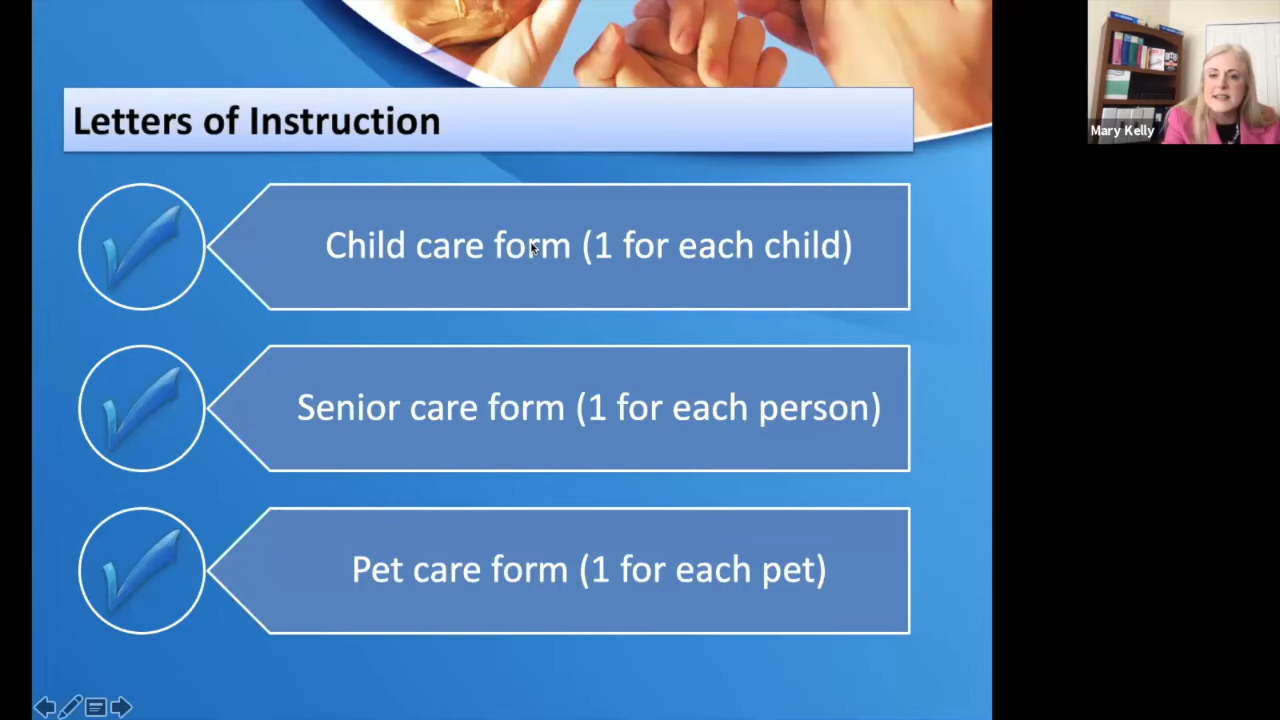 Letters of Instruction
Child care form (1 for each child)
Senior care form (1 for each person)
Pet care form (1 for each pet)
Mary Kelly